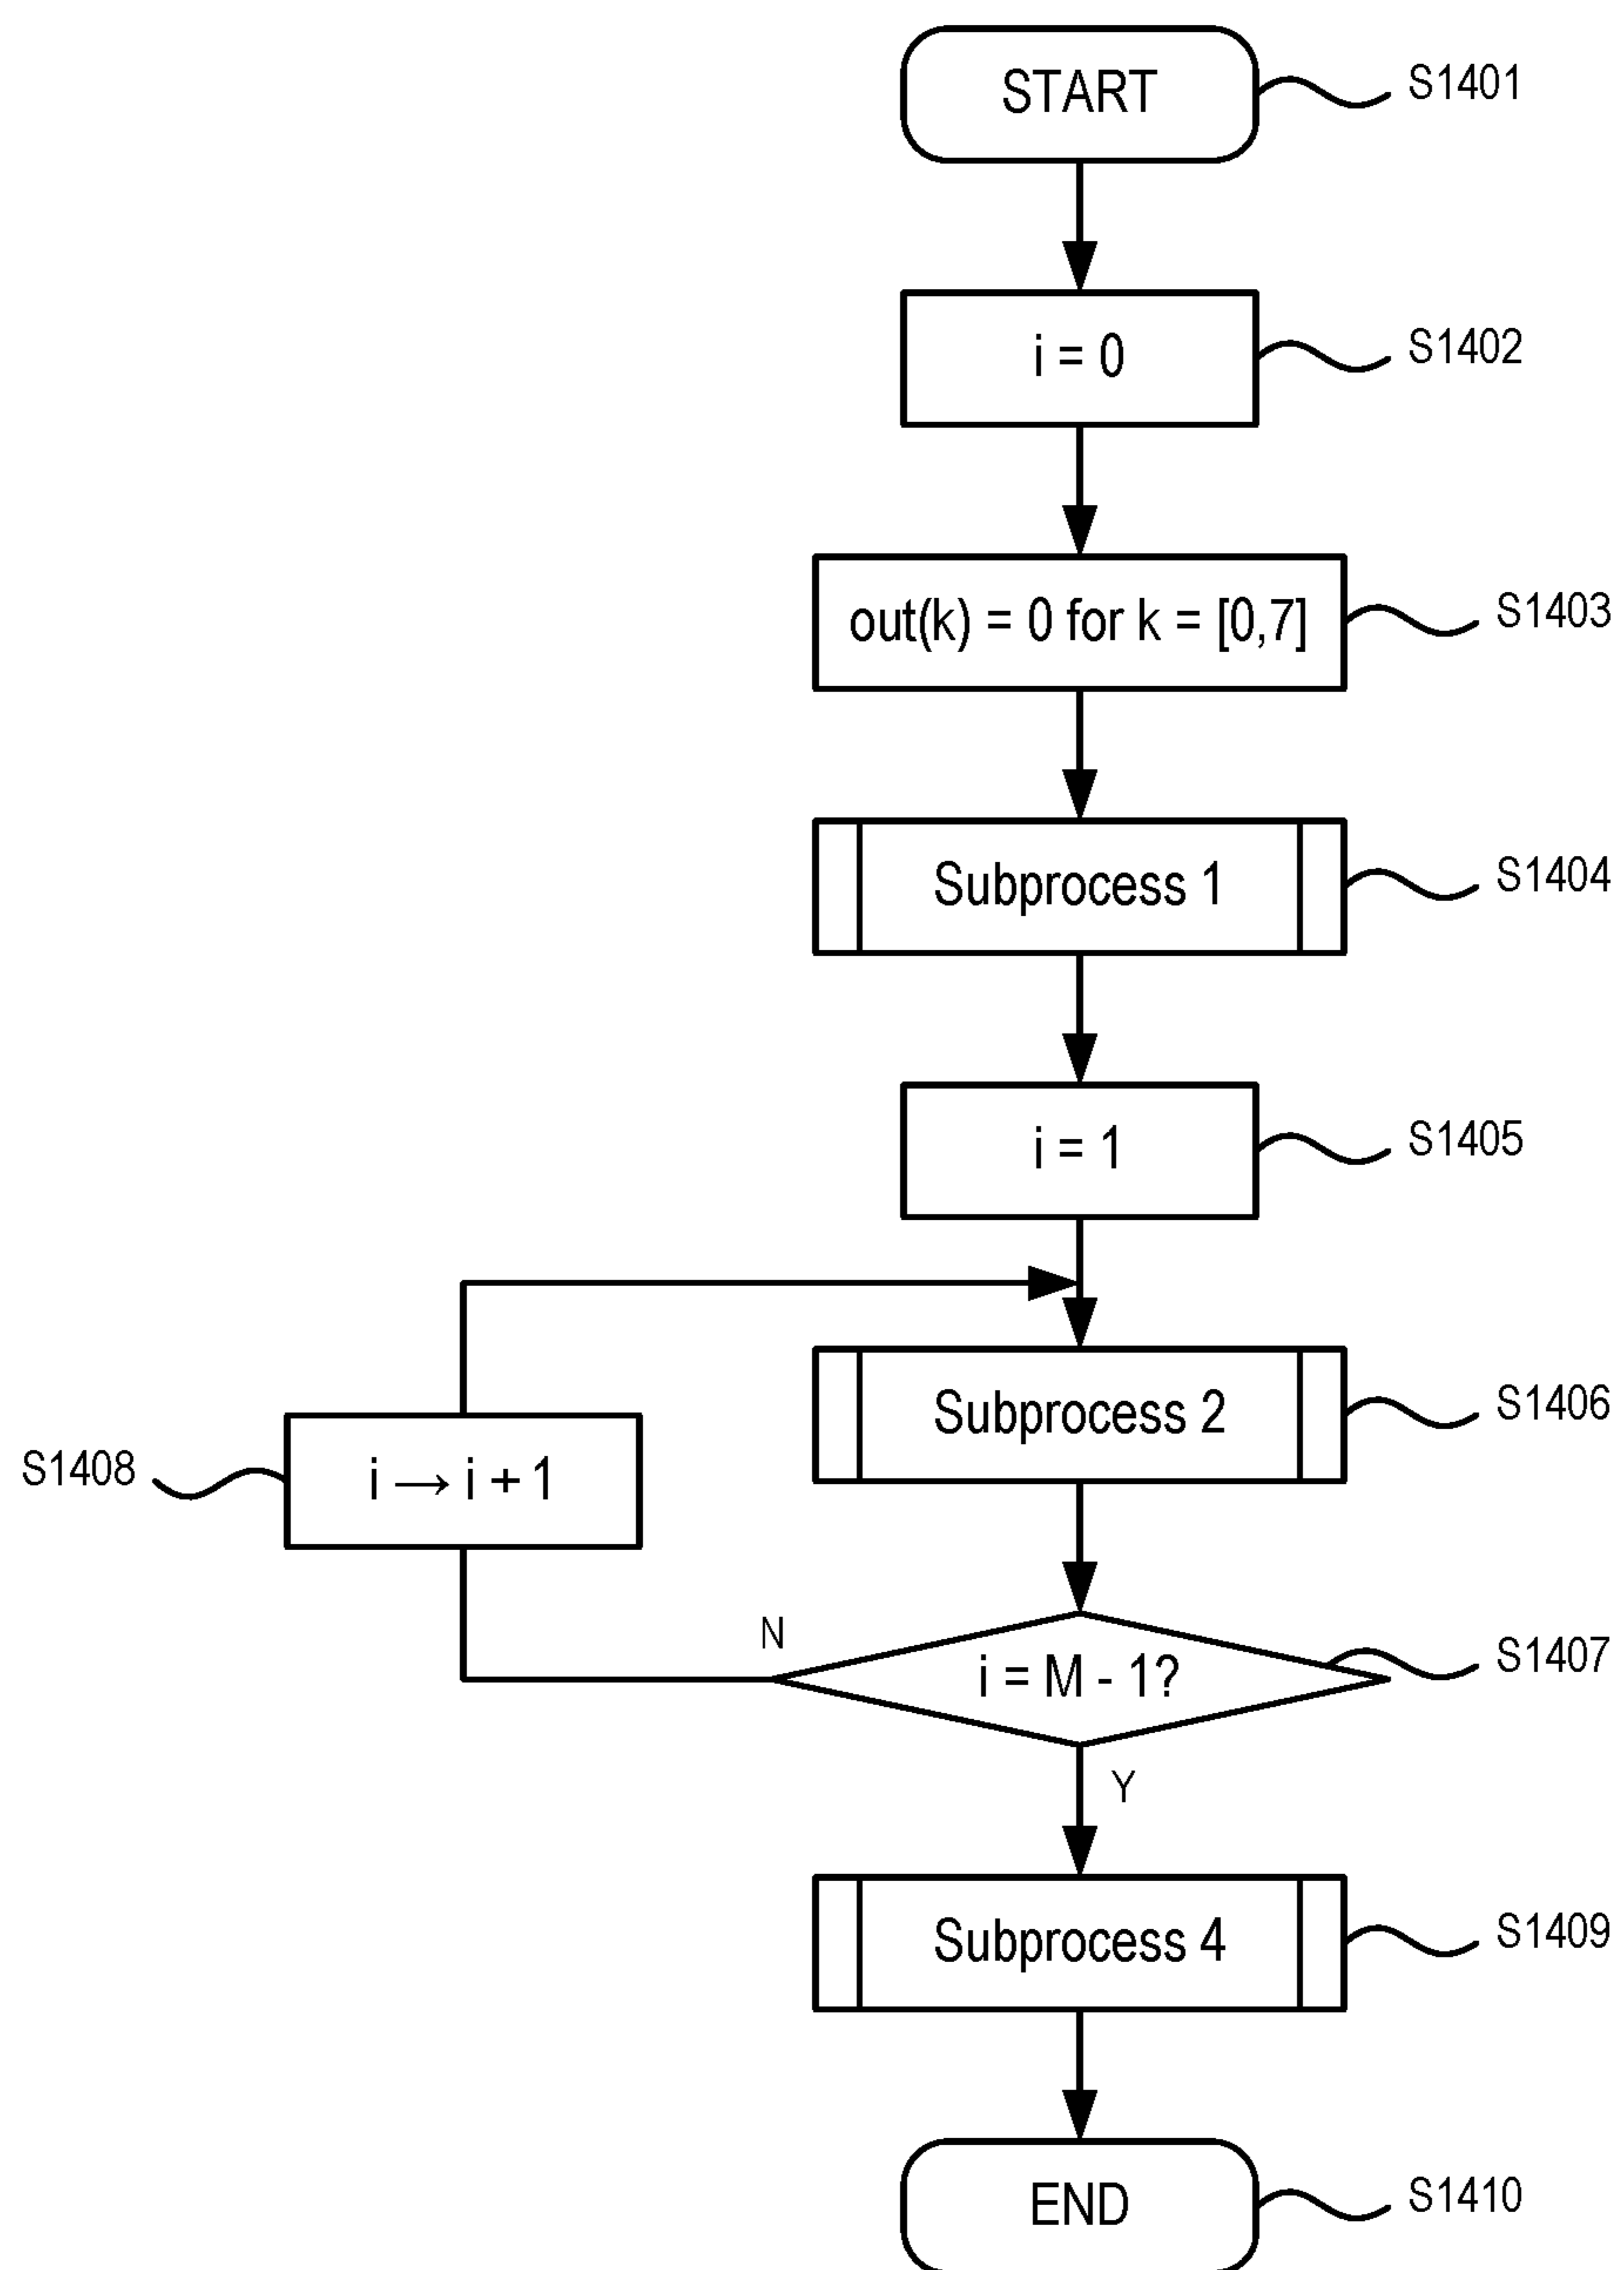 START
S1401
i = 0
S1402
out(k) = 0 for k = [0,7]
S1403
Subprocess 1
S1404
i = 1
S1405
Subprocess 2
S1406
S1408
i → i + 1
N
i = M - 1?
S1407
Y
Subprocess 4
S1409
END
S1410